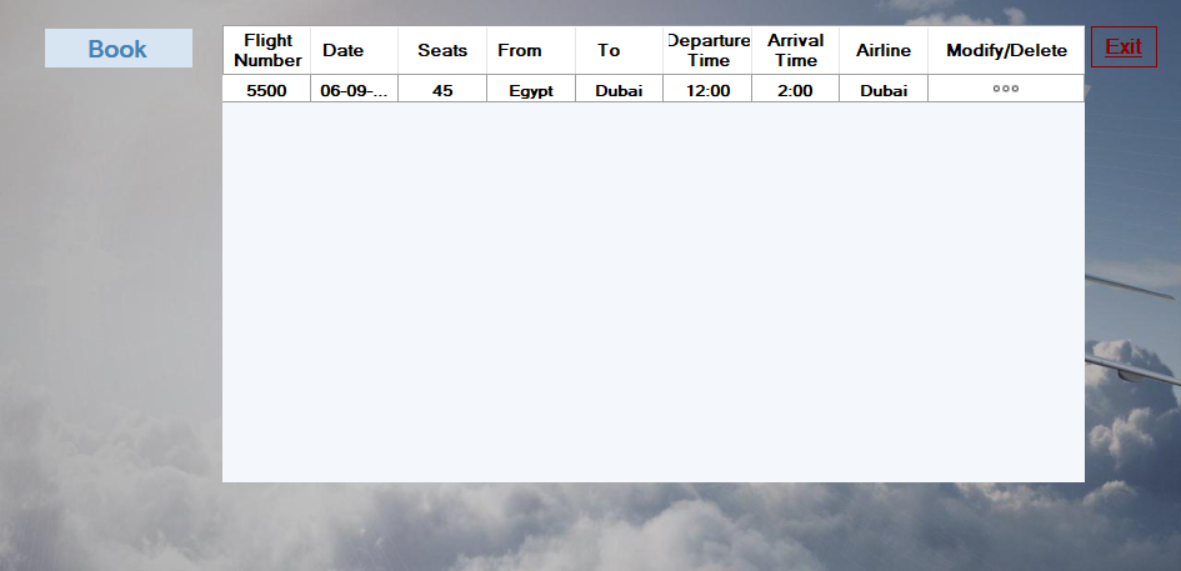 Book
Flight Number Date Seats From To Departure Time Arrival Time Airline Modify/Delete
Exit
5500 06-09-... 45 Egypt Dubai 12:00 2:00 Dubai ooo